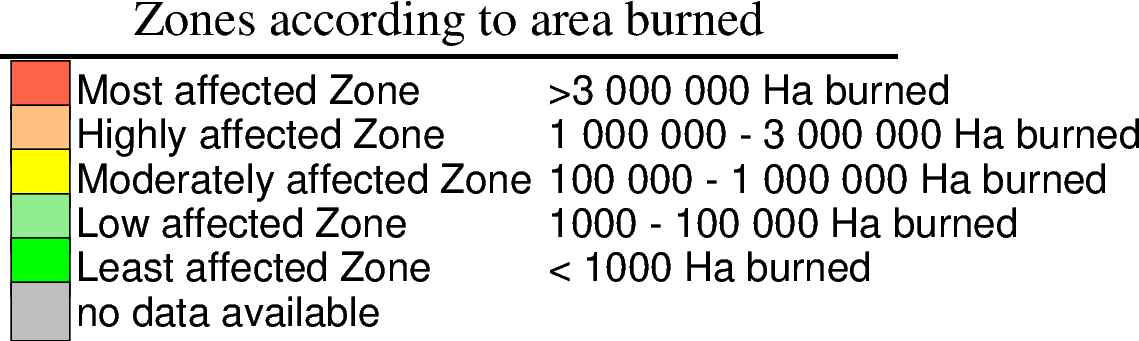 Zones according to area burned
Most affected Zone >3 000 000 Ha burned
Highly affected Zone 1 000 000 - 3 000 000 Ha burned
Moderately affected Zone 100 000 - 1 000 000 Ha burned
Low affected Zone 1000 - 100 000 Ha burned
Least affected Zone < 1000 Ha burned
no data available